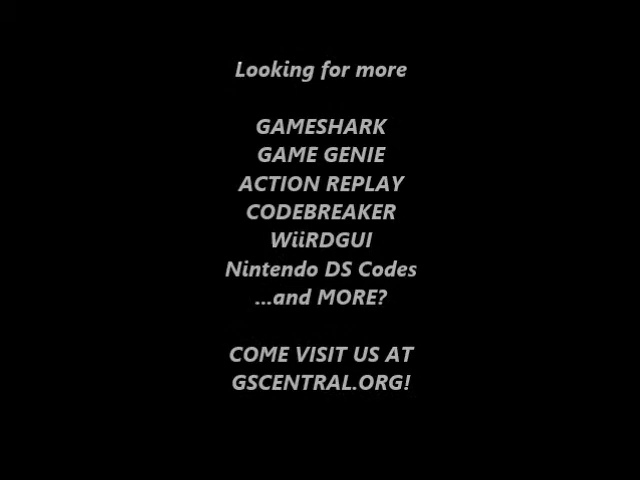 Looking for more
GAMESHARK
GAME GENIE
ACTION REPLAY
CODEBREAKER
WiiRDGUI
Nintendo DS Codes
...and MORE?
COME VISIT US AT
GSCENTRAL.ORG!